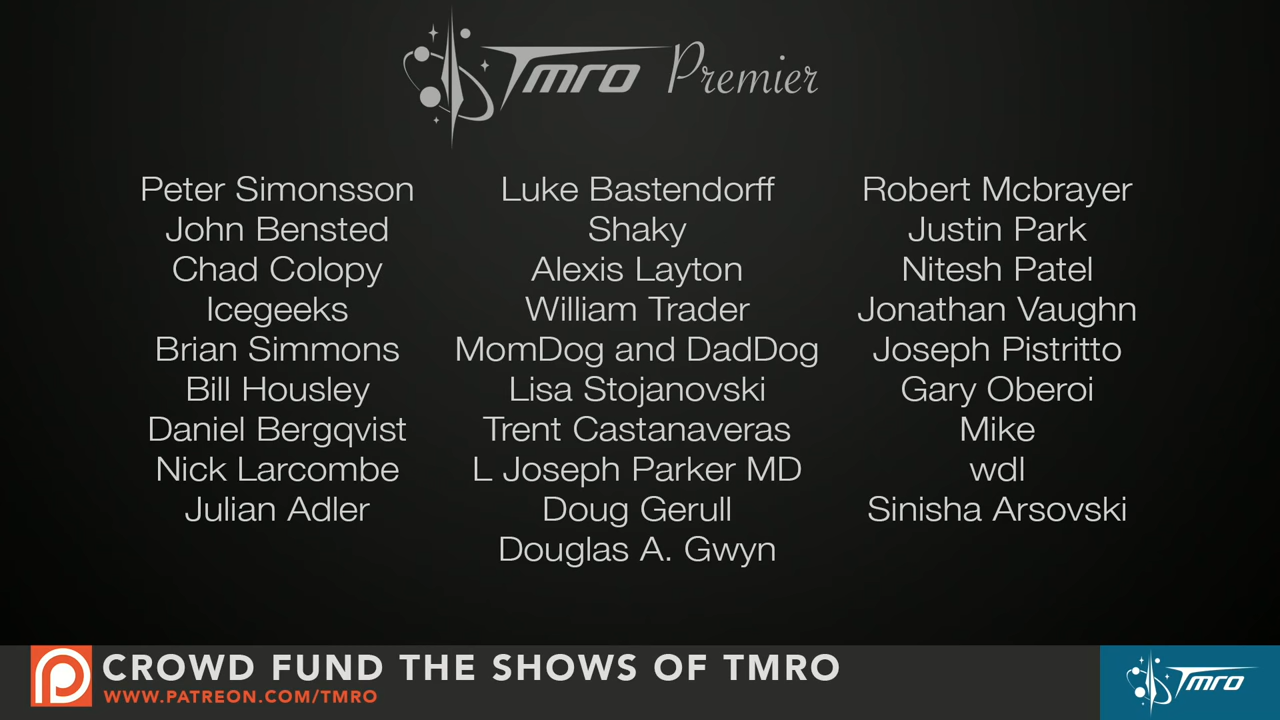 Tmro Premier
Peter Simonsson
John Bensted
Chad Colopy
Icegeeks
Brian Simmons
Bill Housley
Daniel Bergqvist
Nick Larcombe
Julian Adler
Luke Bastendorff
Shaky
Alexis Layton
William Trader
MomDog and DadDog
Lisa Stojanovski
Trent Castanaveras
L Joseph Parker MD
Doug Gerull
Douglas A. Gwyn
Robert Mcbrayer
Justin Park
Nitesh Patel
Jonathan Vaughn
Joseph Pistritto
Gary Oberoi
Mike
wdl
Sinisha Arsovski
CROWD FUND THE SHOWS OF TMRO
WWW.PATREON.COM/TMRO
Tmro